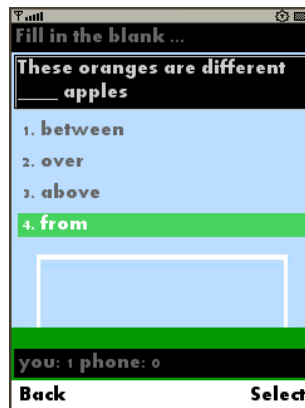 Fill in the blank ...
These oranges are different
____ apples
1. between
2. over
3. above
4. from
you: 1 phone: 0
Back Select